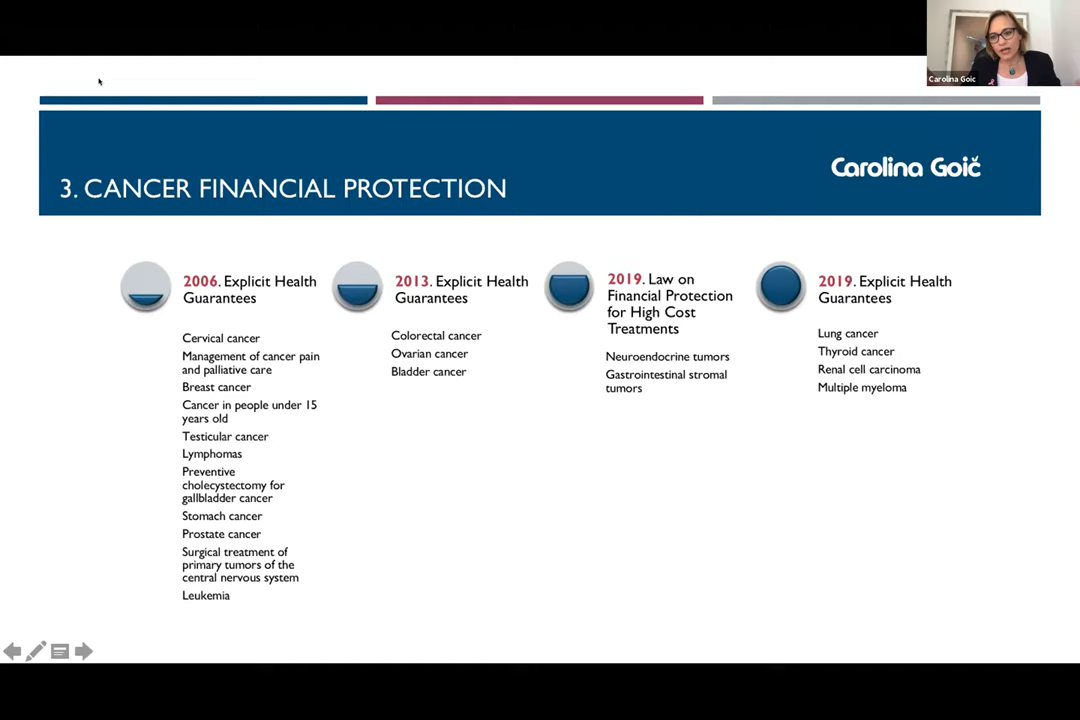 Carolina Goic
Carolina Goič
3. CANCER FINANCIAL PROTECTION
2006. Explicit Health
Guarantees
Cervical cancer
Management of cancer pain
and palliative care
Breast cancer
Cancer in people under 15
years old
Testicular cancer
Lymphomas
Preventive
cholecystectomy for
gallbladder cancer
Stomach cancer
Prostate cancer
Surgical treatment of
primary tumors of the
central nervous system
Leukemia
2013. Explicit Health
Guarantees
Colorectal cancer
Ovarian cancer
Bladder cancer
2019. Law on
Financial Protection
for High Cost
Treatments
Neuroendocrine tumors
Gastrointestinal stromal
tumors
2019. Explicit Health
Guarantees
Lung cancer
Thyroid cancer
Renal cell carcinoma
Multiple myeloma